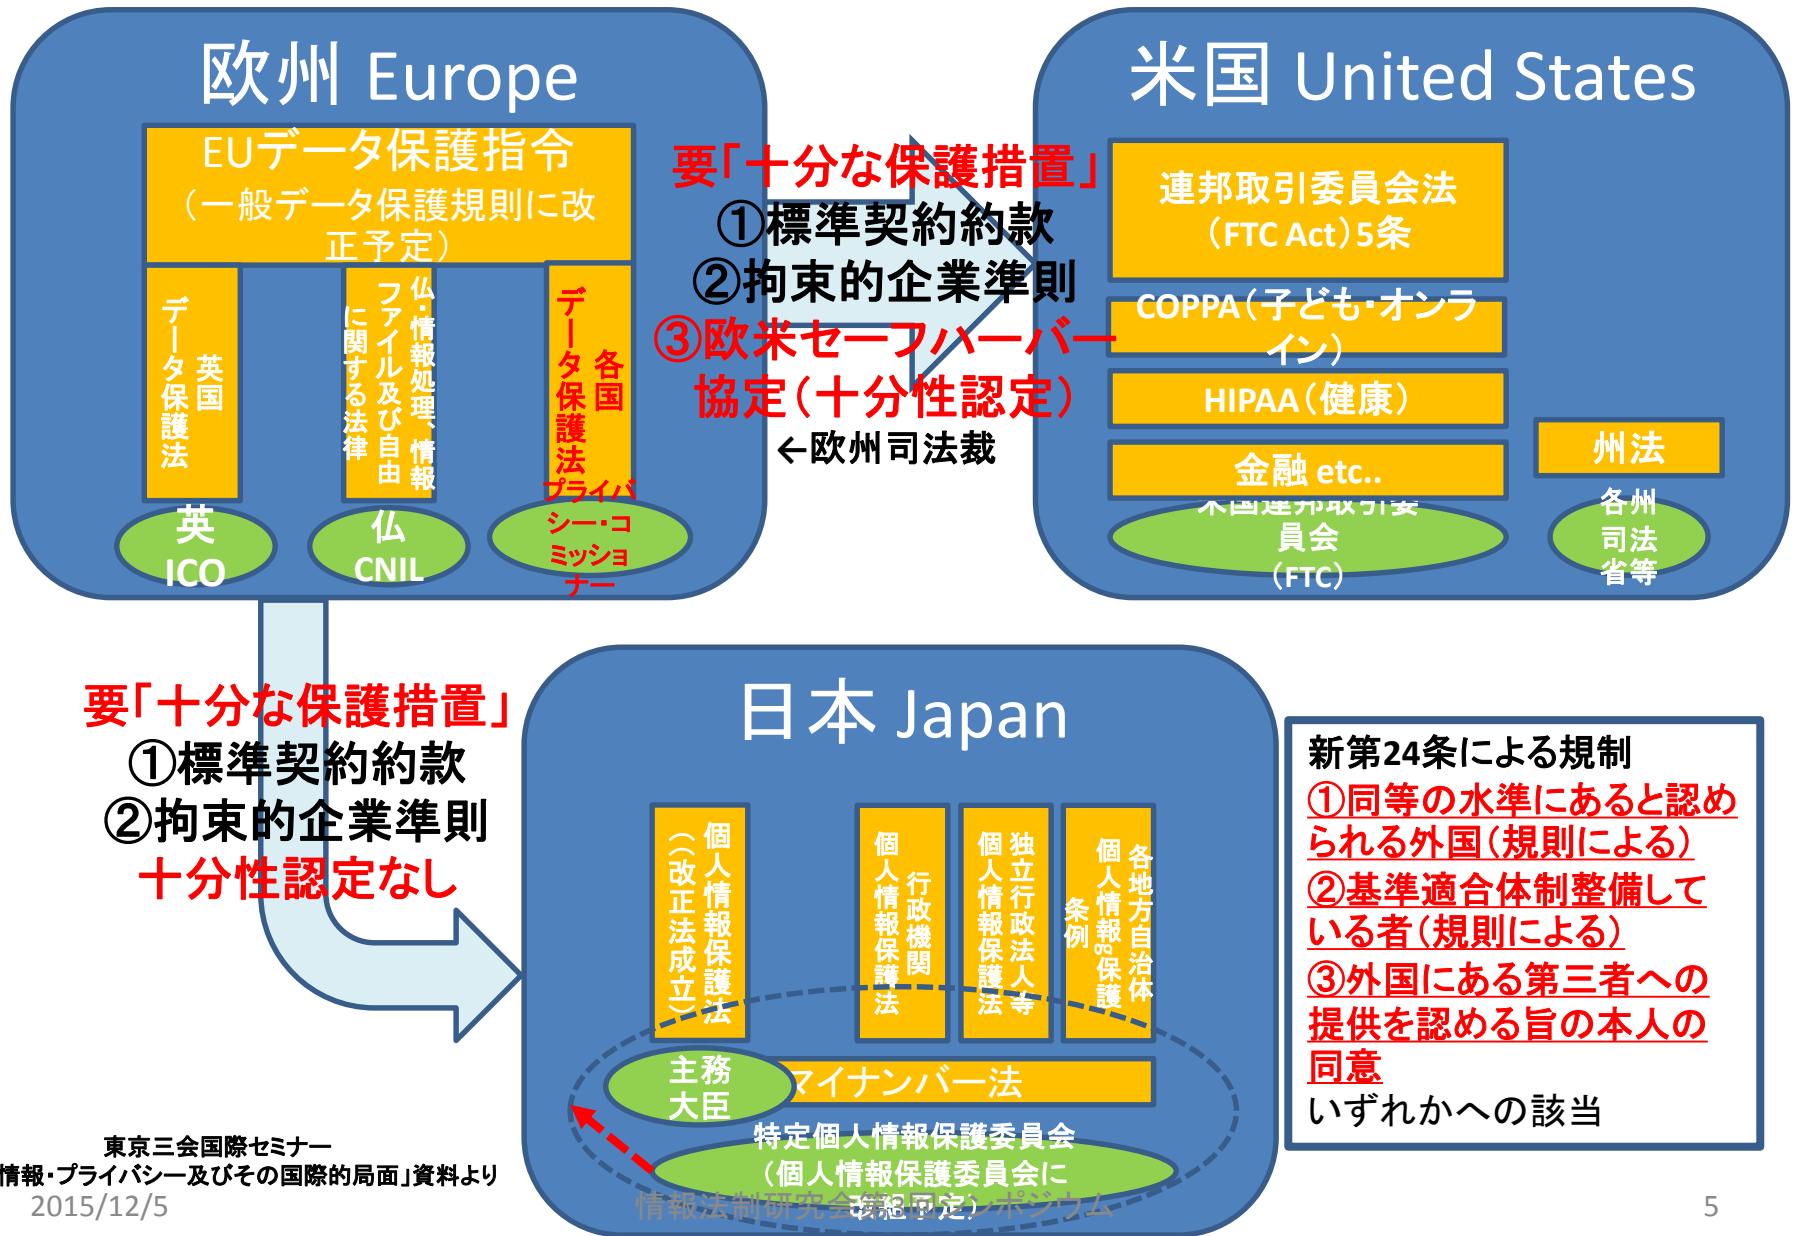 欧州 Europe
EUデータ保護指令
（一般データ保護規則に改
正予定）
英国
データ保護法
仏・情報処理、情報
ファイル及び自由
に関する法律
各国
データ保護法
英
ICO
仏
CNIL
プライバ
シー・コ
ミッショ
ナー
要「十分な保護措置」
①標準契約約款
②拘束的企業準則
③欧米セーフハーバー
協定（十分性認定）
←欧州司法裁
米国 United States
連邦取引委員会法
（FTC Act）5条
COPPA（子ども・オンラ
イン）
HIPAA（健康）
金融 etc..
米国連邦取引委
員会
（FTC）
州法
各州
司法
省等
要「十分な保護措置」
①標準契約約款
②拘束的企業準則
十分性認定なし
日本 Japan
個人情報保護法
（（改正法成立）
行政機関
個人情報保護法
独立行政法人等
個人情報保護法
各地方自治体
個人情報g保護
条例
主務
大臣
マイナンバー法
特定個人情報保護委員会
（個人情報保護委員会に
改組予定）
新第24条による規制
①同等の水準にあると認め
られる外国（規則による）
②基準適合体制整備して
いる者（規則による）
③外国にある第三者への
提供を認める旨の本人の
同意
いずれかへの該当
東京三会国際セミナー
情報・プライバシー及びその国際的局面」資料より
2015/12/5
情報法制研究会第3回シンポジウム
5